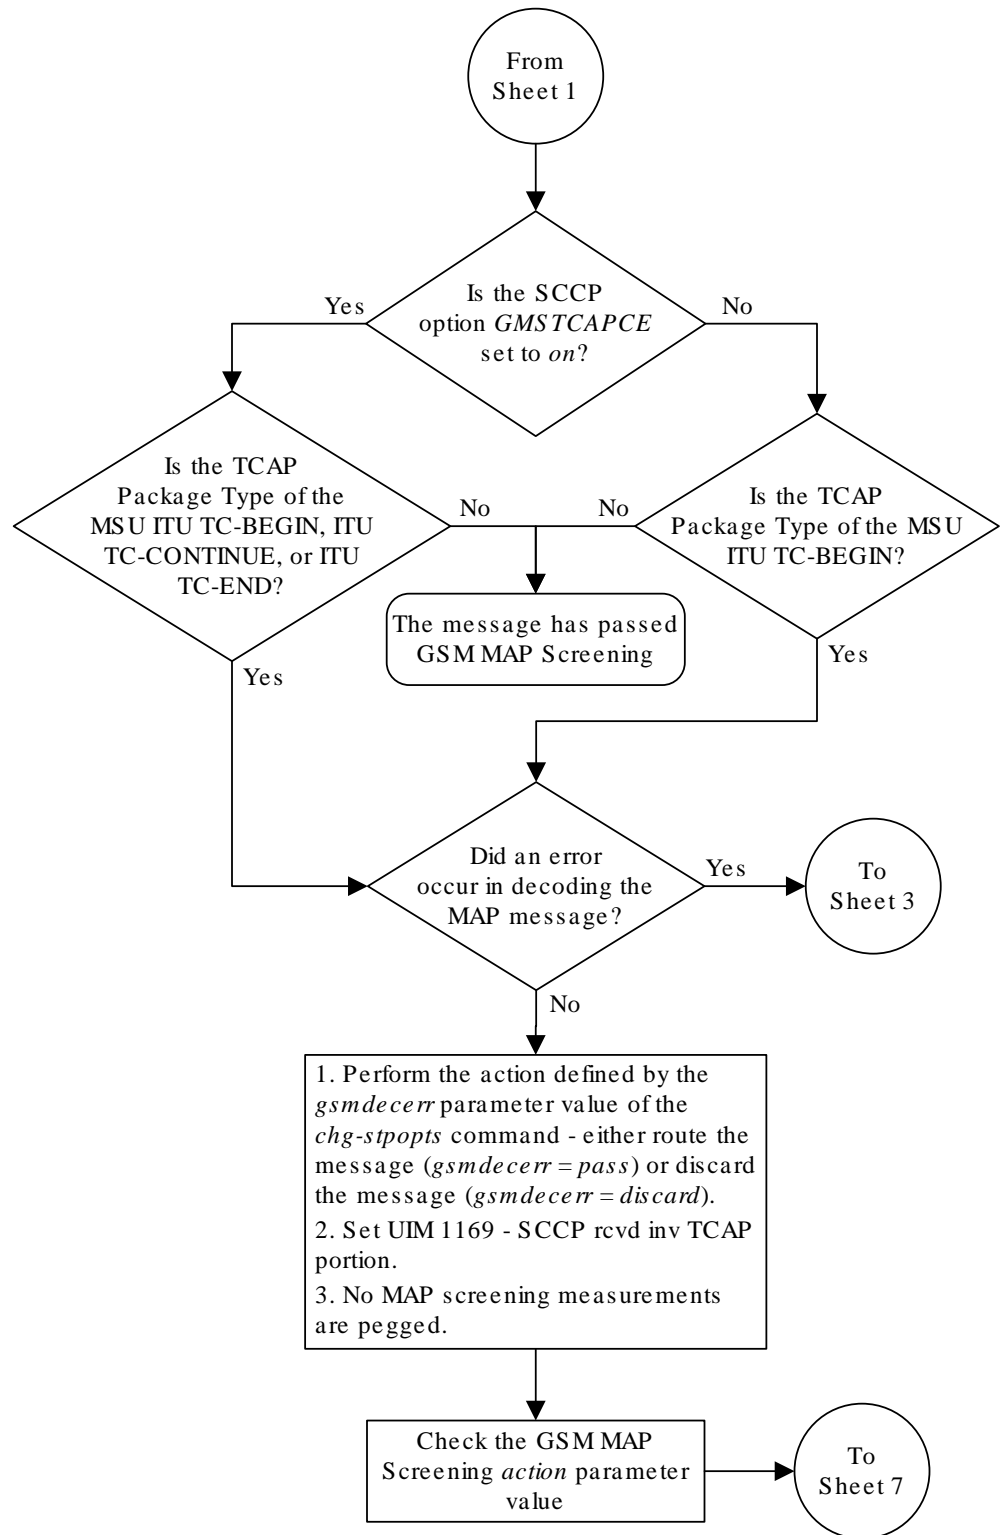 From
Sheet 1
Is the SCCP
option GMSTCAPCE
set to on?
Yes
No
Is the TCAP
Package Type of the
MSU ITU TC-BEGIN, ITU
TC-CONTINUE, or ITU
TC-END?
No
No
Is the TCAP
Package Type of the MSU
ITU TC-BEGIN?
The message has passed
GSM MAP Screening
Yes
Yes
Did an error
occur in decoding the
MAP message?
Yes
To
Sheet 3
No
1. Perform the action defined by the
gsmdecerr parameter value of the
chg-stpopts command - either route the
message (gsmdecerr = pass) or discard
the message (gsmdecerr = discard).
2. Set UIM 1169 - SCCP rcvd inv TCAP
portion.
3. No MAP screening measurements
are pegged.
Check the GSM MAP
Screening action parameter
value
To
Sheet 7